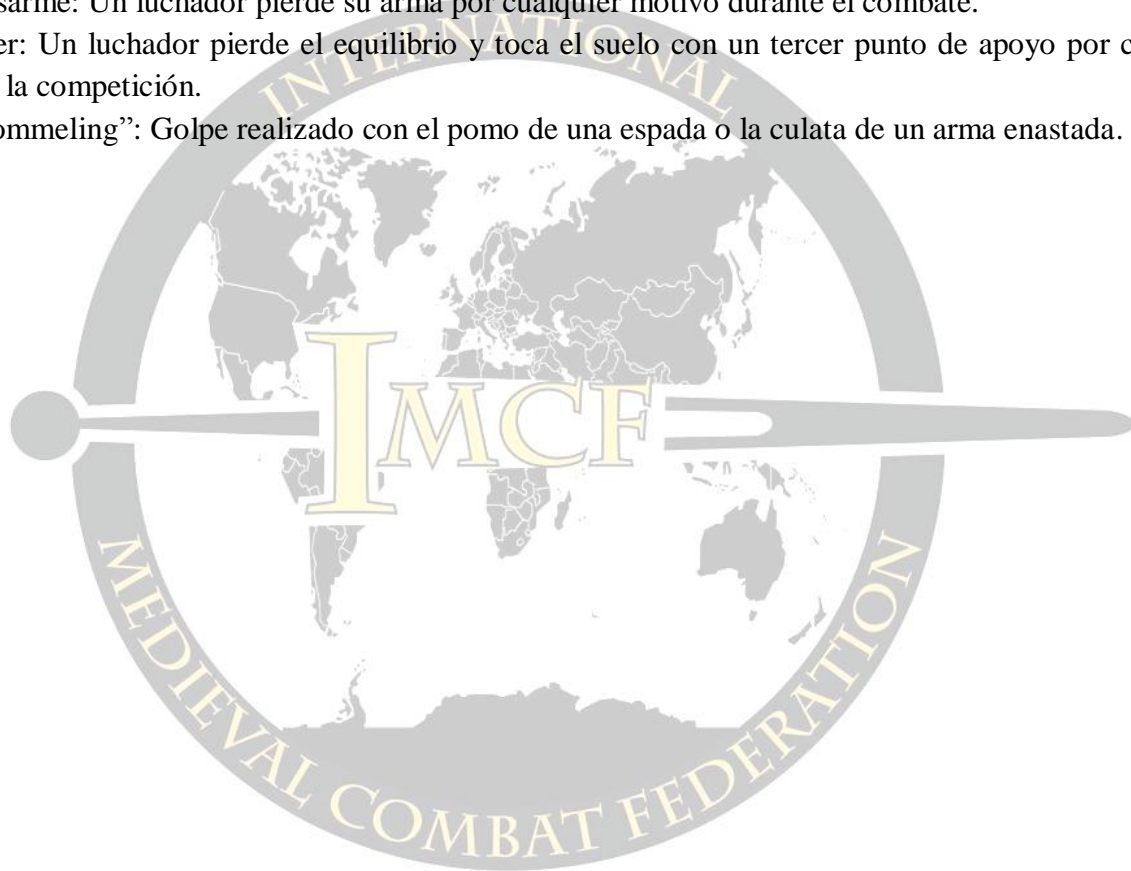 sarme: Un luchador pierde su arma por cualquier motivo durante el combate.
er: Un luchador pierde el equilibrio y toca el suelo con un tercer punto de apoyo por c
la competición.
ommeling”: Golpe realizado con el pomo de una espada o la culata de un arma enastada.
INTERNATIONAL
IMCF
MEDIEVAL COMBAT FEDERATION